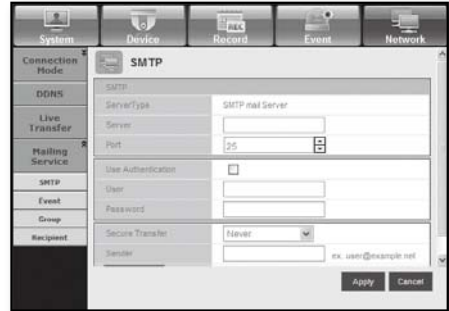 System Device Record Event Network
REC
Connection Mode
DDNS
Live Transfer
Mailing Service
SMTP
Event
Group
Recipient
SMTP
SMTP
ServerType SMTP mail Server
Server
Port 25
Use Authentication
User
Password
Secure Transfer Never
Sender ex. user@example.net
Apply Cancel